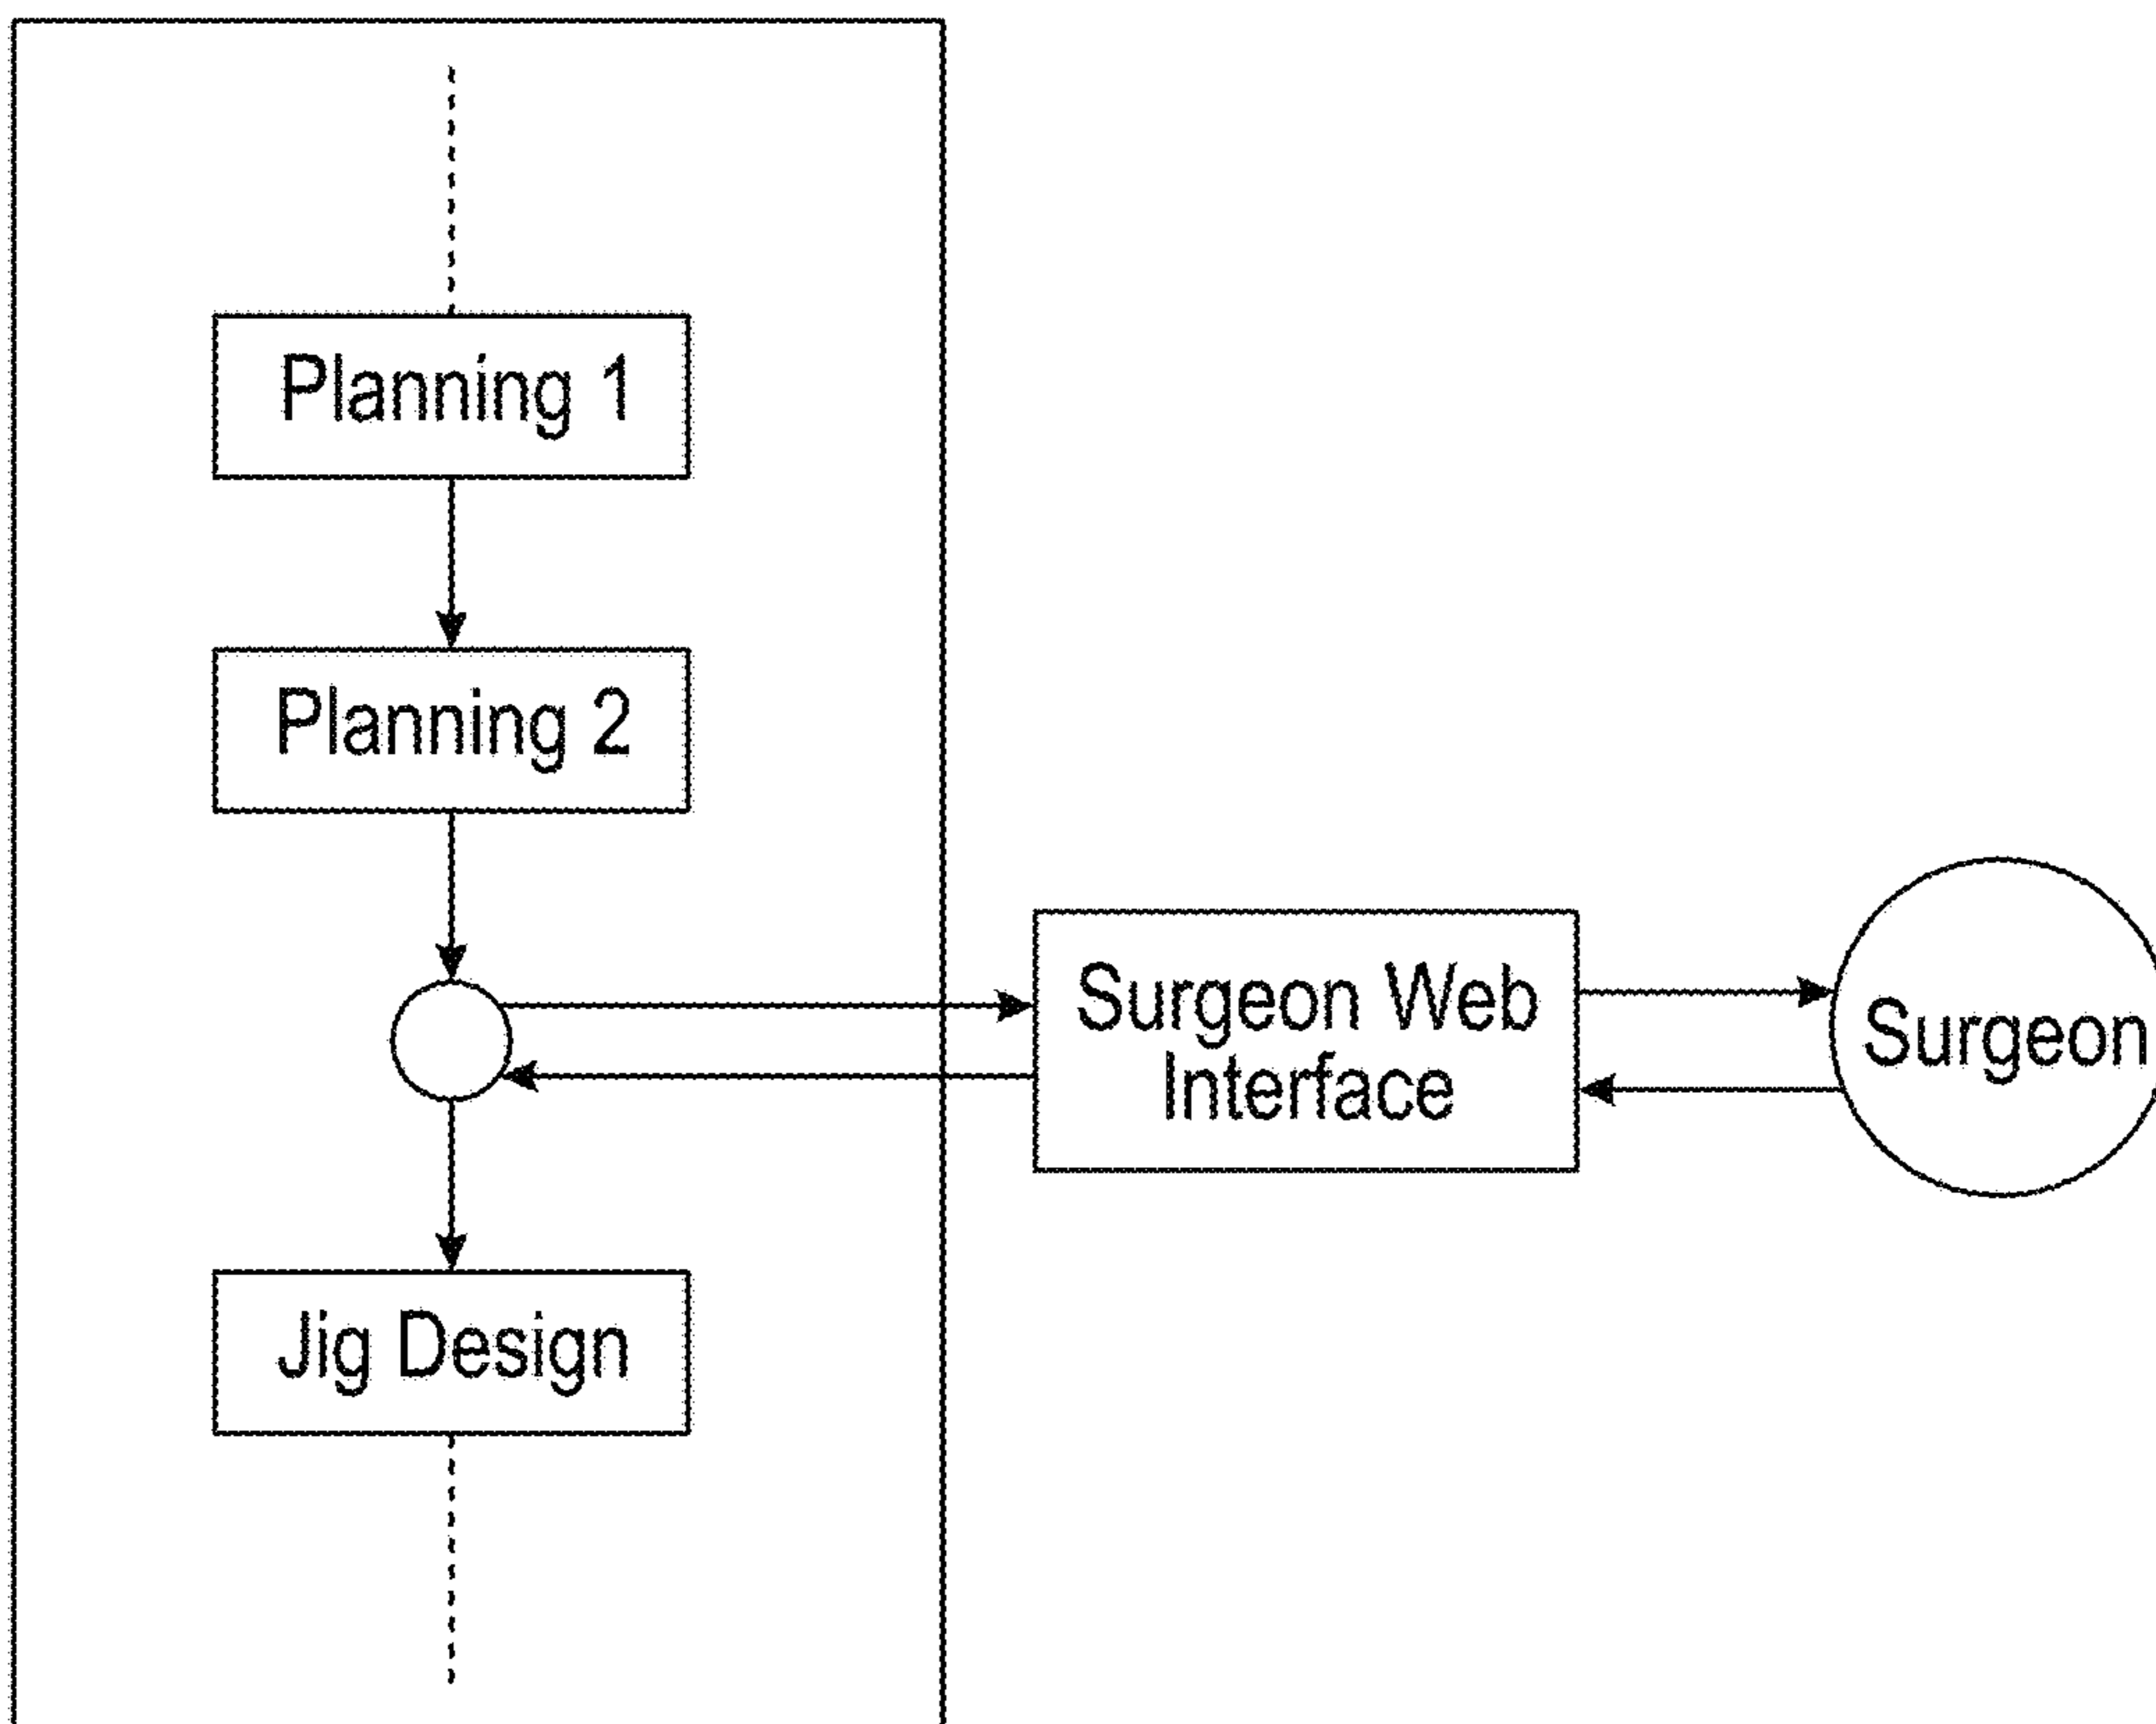 Planning 1
Planning 2
Surgeon Web
Interface
Surgeon
Jig Design